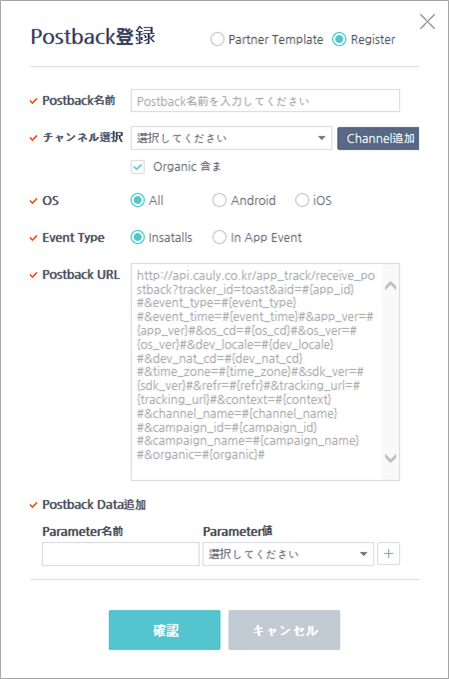 Postback登録 Partner Template Register
Postback名前 Postback名前を入力してください
チャンネル選択 選択してください Channel追加
Organic 含ま
OS All Android iOS
Event Type Insatalls In App Event
Postback URL http://api.cauly.co.kr/app_track/receive_po
stback?tracker_id=toast&aid=#{app_id}
#&event_type=#{event_type}
#&event_time=#{event_time}#&app_ver=#
{app_ver}#&os_cd=#{os_cd}#&os_ver=#
{os_ver}#&dev_locale=#{dev_locale}
#&dev_nat_cd=#{dev_nat_cd}
#&time_zone=#{time_zone}#&sdk_ver=#
{sdk_ver}#&refr=#{refr}#&tracking_url=#
{tracking_url}#&context=#{context}
#&channel_name=#{channel_name}
#&campaign_id=#{campaign_id}
#&campaign_name=#{campaign_name}
#&organic=#{organic}#
Postback Data追加
Parameter名前 Parameter値
選択してください
確認 キャンセル